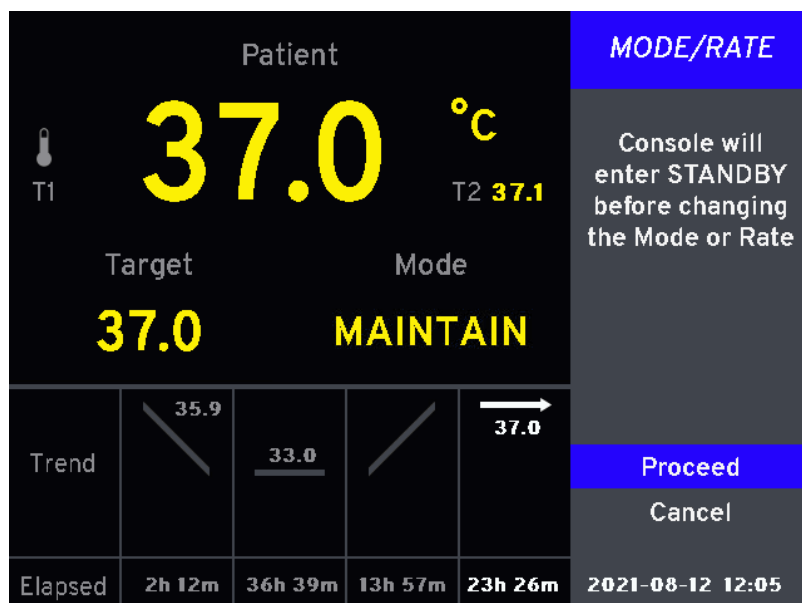 Patient
37.0 °C
T1
T2 37.1
Target
Mode
37.0
MAINTAIN
Trend
35.9
33.0
37.0
Elapsed
2h 12m
36h 39m
13h 57m
23h 26m
MODE/RATE
Console will
enter STANDBY
before changing
the Mode or Rate
Proceed
Cancel
2021-08-12 12:05